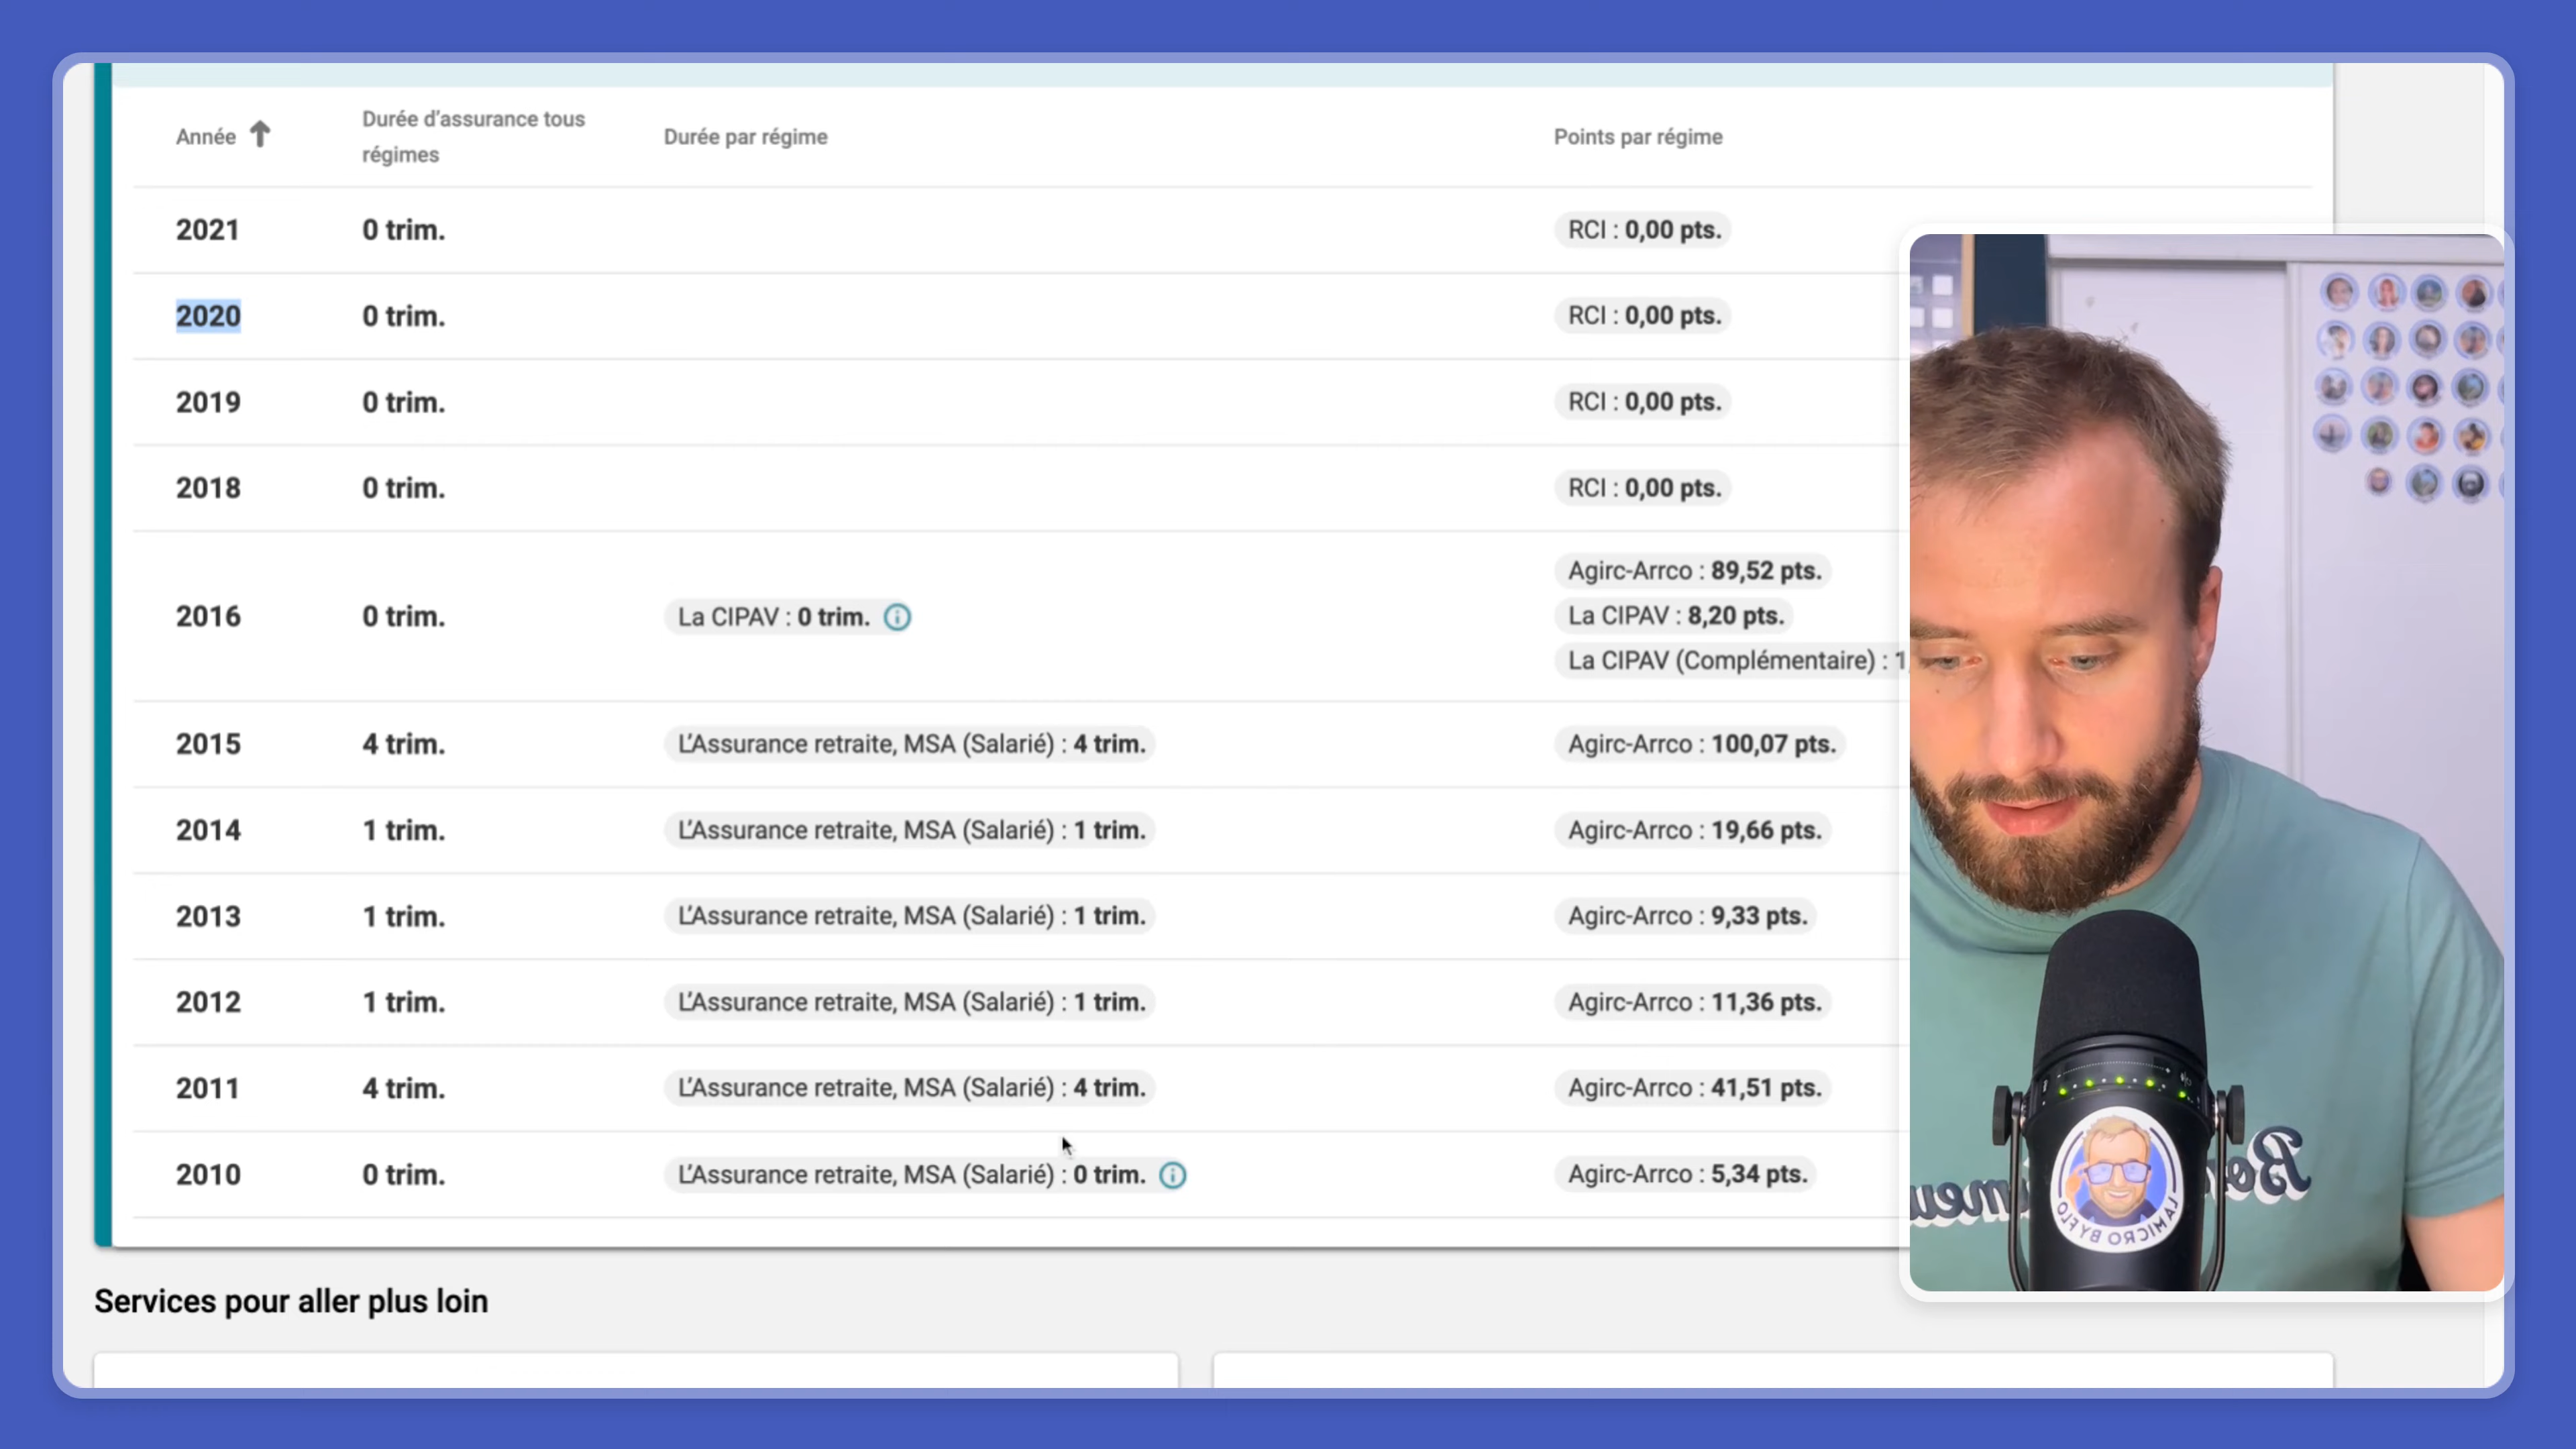 Année
Durée d'assurance tous régimes
Durée par régime
Points par régime
2021 0 trim. RCI : 0,00 pts.
2020 0 trim. RCI : 0,00 pts.
2019 0 trim. RCI : 0,00 pts.
2018 0 trim. RCI : 0,00 pts.
2016 0 trim. La CIPAV : 0 trim. Agirc-Arrco : 89,52 pts.
La CIPAV : 8,20 pts.
La CIPAV (Complémentaire) :
2015 4 trim. L'Assurance retraite, MSA (Salarié) : 4 trim. Agirc-Arrco : 100,07 pts.
2014 1 trim. L'Assurance retraite, MSA (Salarié) : 1 trim. Agirc-Arrco : 19,66 pts.
2013 1 trim. L'Assurance retraite, MSA (Salarié) : 1 trim. Agirc-Arrco : 9,33 pts.
2012 1 trim. L'Assurance retraite, MSA (Salarié) : 1 trim. Agirc-Arrco : 11,36 pts.
2011 4 trim. L'Assurance retraite, MSA (Salarié) : 4 trim. Agirc-Arrco : 41,51 pts.
2010 0 trim. L'Assurance retraite, MSA (Salarié) : 0 trim. Agirc-Arrco : 5,34 pts.
Services pour aller plus loin
LA MICRO BY FLO